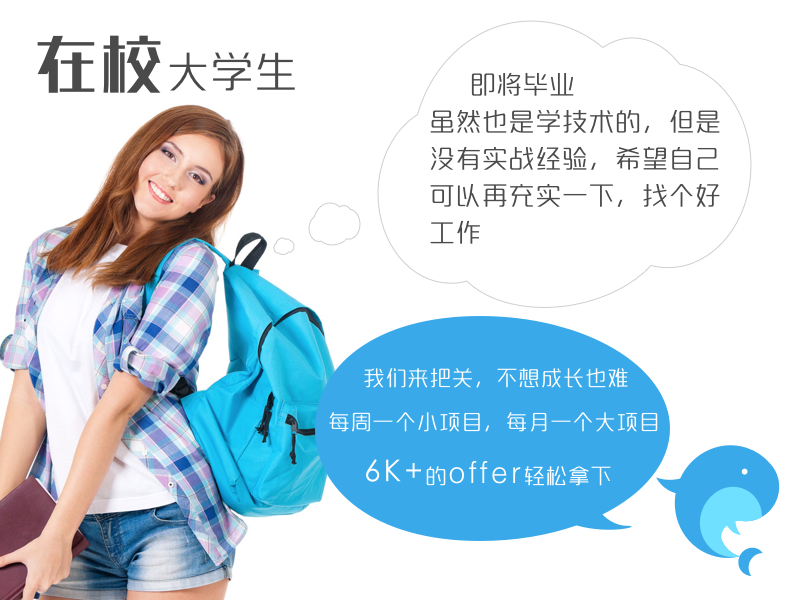 在校大学生
即将毕业
虽然也是学技术的，但是
没有实战经验，希望自己
可以再充实一下，找个好
工作
我们来把关，不想成长也难
每周一个小项目，每月一个大项目
6K+的offer轻松拿下